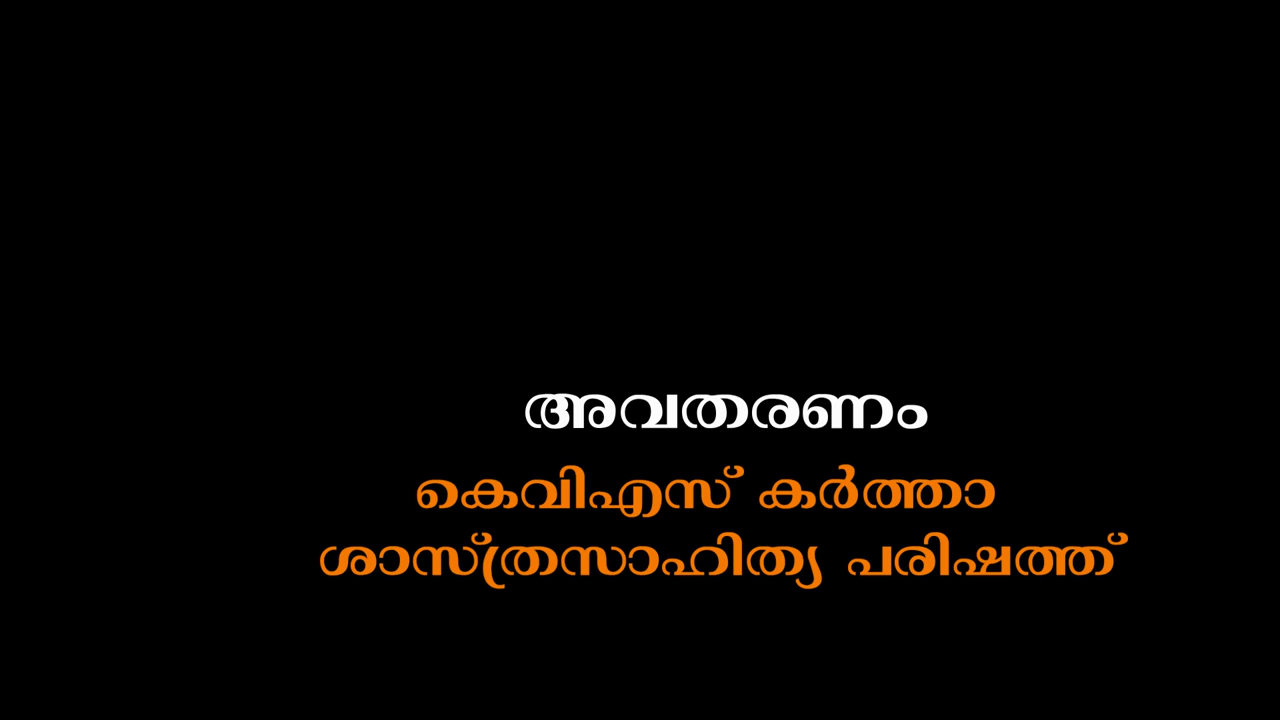 അവതരണം
കെവിഎസ് കർത്താ
ശാസ്ത്രസാഹിത്യ പരിഷത്ത്